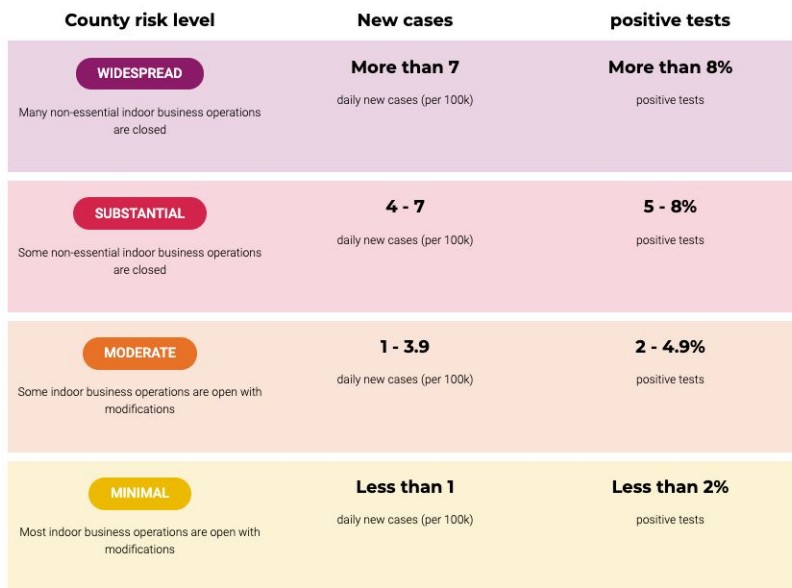 County risk level New cases positive tests
WIDESPREAD More than 7 More than 8%
Many non-essential indoor business operations daily new cases (per 100k) positive tests
are closed
SUBSTANTIAL 4 - 7 5 - 8%
Some non-essential indoor business operations daily new cases (per 100k) positive tests
are closed
MODERATE 1 - 3.9 2 - 4.9%
Some indoor business operations are open with daily new cases (per 100k) positive tests
modifications
MINIMAL Less than 1 Less than 2%
Most indoor business operations are open with daily new cases (per 100k) positive tests
modifications